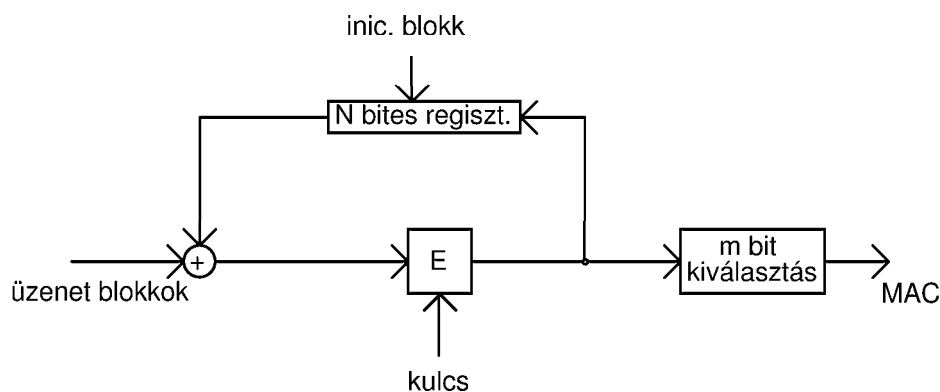 inic. blokk
N bites regiszt.
+
E
m bit
kiválasztás
üzenet blokkok
MAC
kulcs